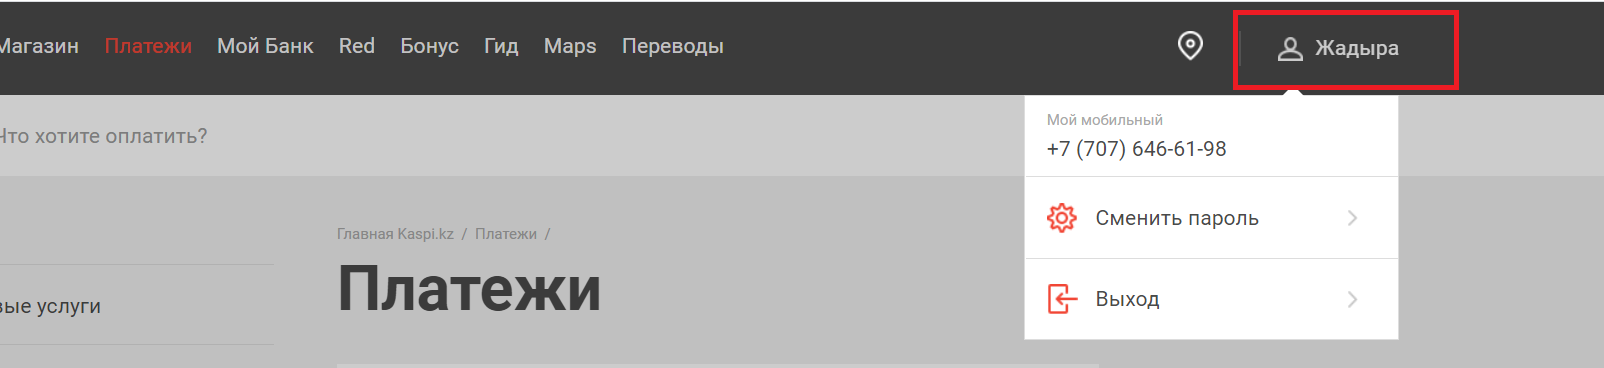 Магазин Платежи Мой Банк Red Бонус Гид Maps Переводы Жадыра
Что хотите оплатить?
Мой мобильный
+7 (707) 646-61-98
Сменить пароль
Выход
Главная Kaspi.kz / Платежи /
Платежи
вые услуги